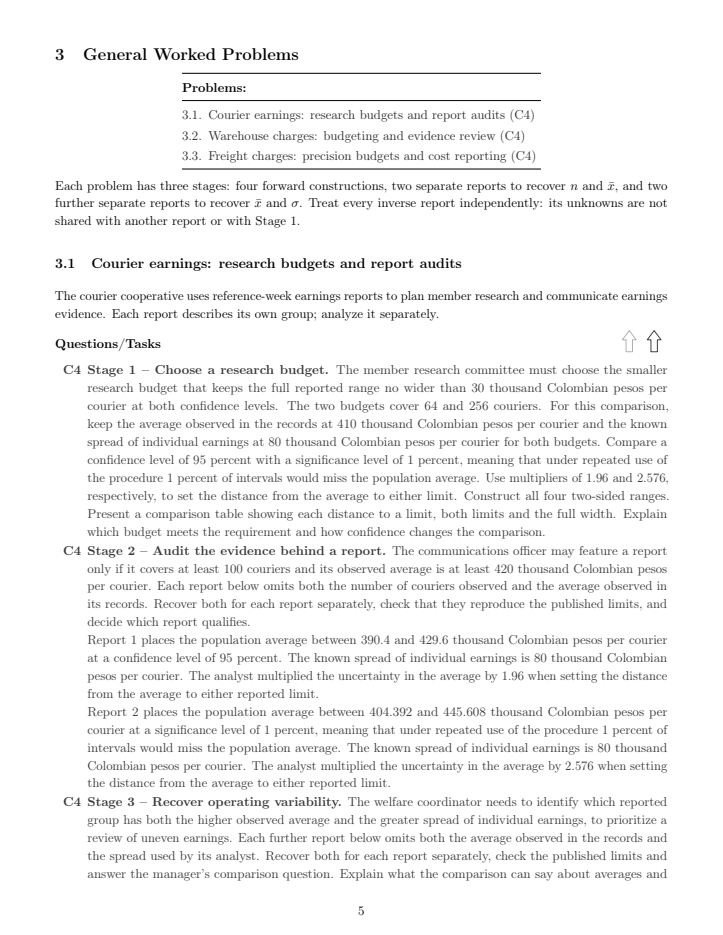 3 General Worked Problems
Problems:
3.1. Courier earnings: research budgets and report audits (C4)
3.2. Warehouse charges: budgeting and evidence review (C4)
3.3. Freight charges: precision budgets and cost reporting (C4)
Each problem has three stages: four forward constructions, two separate reports to recover n and x̄, and two
further separate reports to recover x̄ and σ. Treat every inverse report independently: its unknowns are not
shared with another report or with Stage 1.
3.1 Courier earnings: research budgets and report audits
The courier cooperative uses reference-week earnings reports to plan member research and communicate earnings
evidence. Each report describes its own group; analyze it separately.
Questions/Tasks
C4 Stage 1 – Choose a research budget. The member research committee must choose the smaller
research budget that keeps the full reported range no wider than 30 thousand Colombian pesos per
courier at both confidence levels. The two budgets cover 64 and 256 couriers. For this comparison,
keep the average observed in the records at 410 thousand Colombian pesos per courier and the known
spread of individual earnings at 80 thousand Colombian pesos per courier for both budgets. Compare a
confidence level of 95 percent with a significance level of 1 percent, meaning that under repeated use of
the procedure 1 percent of intervals would miss the population average. Use multipliers of 1.96 and 2.576,
respectively, to set the distance from the average to either limit. Construct all four two-sided ranges.
Present a comparison table showing each distance to a limit, both limits and the full width. Explain
which budget meets the requirement and how confidence changes the comparison.
C4 Stage 2 – Audit the evidence behind a report. The communications officer may feature a report
only if it covers at least 100 couriers and its observed average is at least 420 thousand Colombian pesos
per courier. Each report below omits both the number of couriers observed and the average observed in
its records. Recover both for each report separately, check that they reproduce the published limits, and
decide which report qualifies.
Report 1 places the population average between 390.4 and 429.6 thousand Colombian pesos per courier
at a confidence level of 95 percent. The known spread of individual earnings is 80 thousand Colombian
pesos per courier. The analyst multiplied the uncertainty in the average by 1.96 when setting the distance
from the average to either reported limit.
Report 2 places the population average between 404.392 and 445.608 thousand Colombian pesos per
courier at a significance level of 1 percent, meaning that under repeated use of the procedure 1 percent of
intervals would miss the population average. The known spread of individual earnings is 80 thousand
Colombian pesos per courier. The analyst multiplied the uncertainty in the average by 2.576 when setting
the distance from the average to either reported limit.
C4 Stage 3 – Recover operating variability. The welfare coordinator needs to identify which reported
group has both the higher observed average and the greater spread of individual earnings, to prioritize a
review of uneven earnings. Each further report below omits both the average observed in the records and
the spread used by its analyst. Recover both for each report separately, check the published limits and
answer the manager's comparison question. Explain what the comparison can say about averages and
5